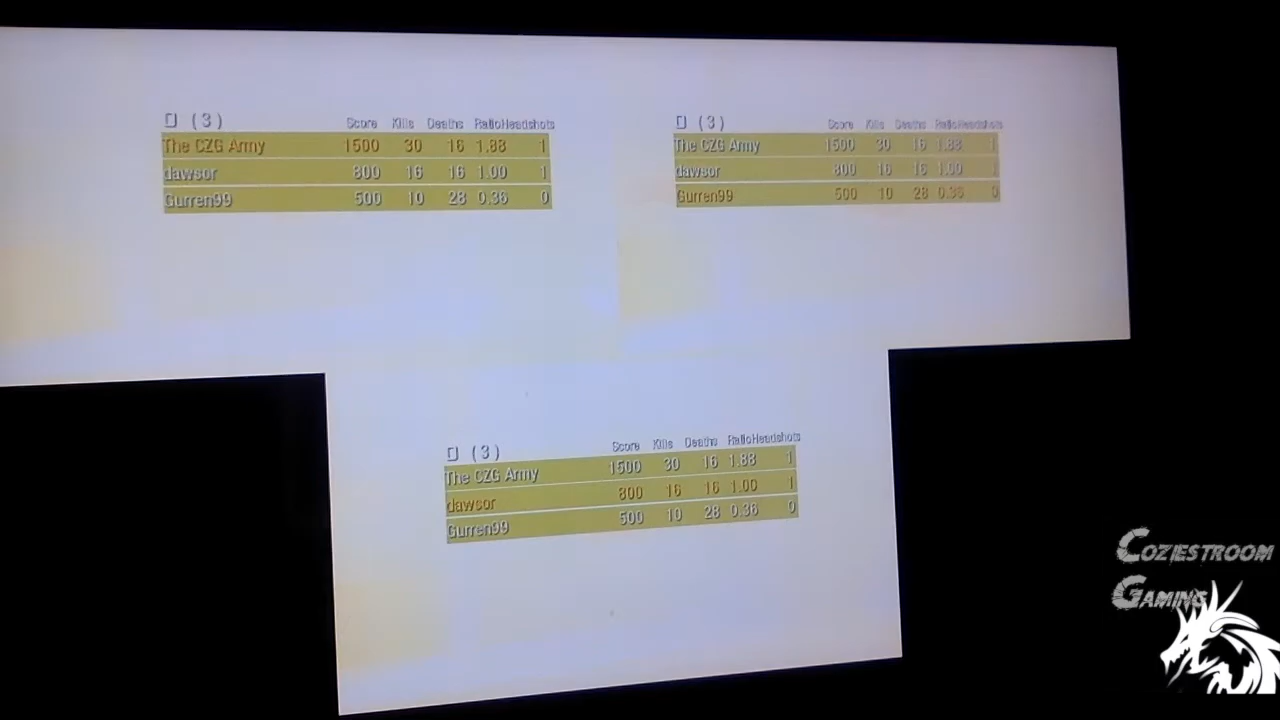 (3) Score Kills Deaths Ratio Headshots
The CZG Army 1500 30 16 1.88 1
dawsor 800 16 16 1.00 1
Gurren99 500 10 28 0.36 0
(3) Score Kills Deaths Ratio Headshots
The CZG Army 1500 30 16 1.88 1
dawsor 800 16 16 1.00 1
Gurren99 500 10 28 0.36 0
(3) Score Kills Deaths Ratio Headshots
The CZG Army 1500 30 16 1.88 1
dawsor 800 16 16 1.00 1
Gurren99 500 10 28 0.36 0
COZIESTROOM
GAMING